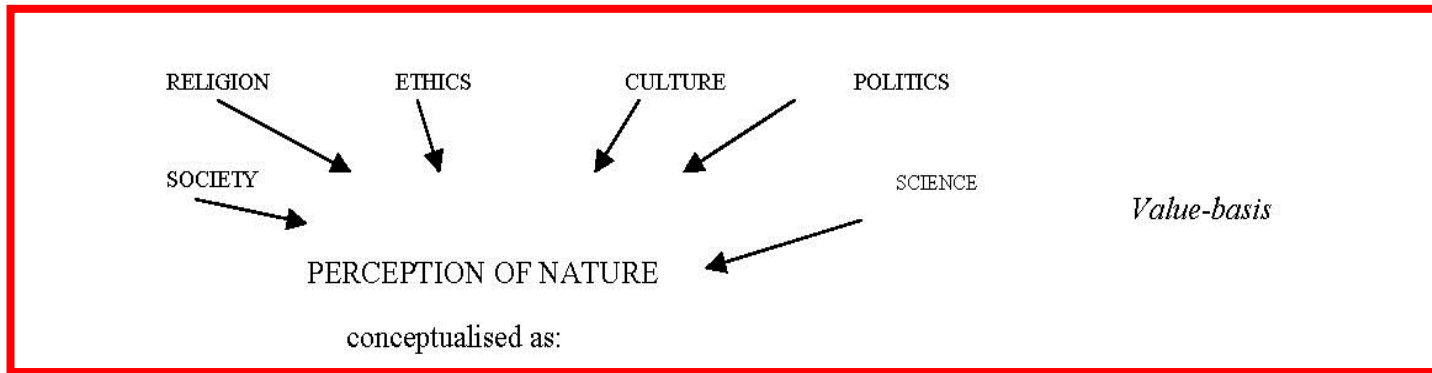 RELIGION ETHICS CULTURE POLITICS
SOCIETY SCIENCE
Value-basis
PERCEPTION OF NATURE
conceptualised as: